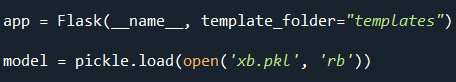 app = Flask(__name__, template_folder="templates")
model = pickle.load(open('xb.pkl', 'rb'))